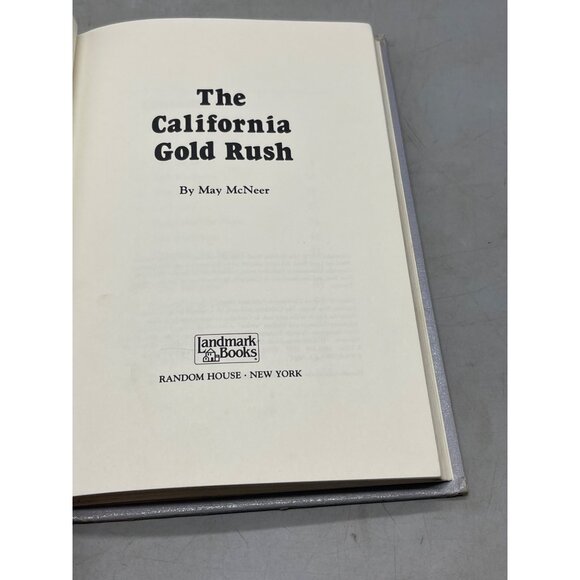 The
California
Gold Rush
By May McNeer
Landmark
Books
RANDOM HOUSE · NEW YORK